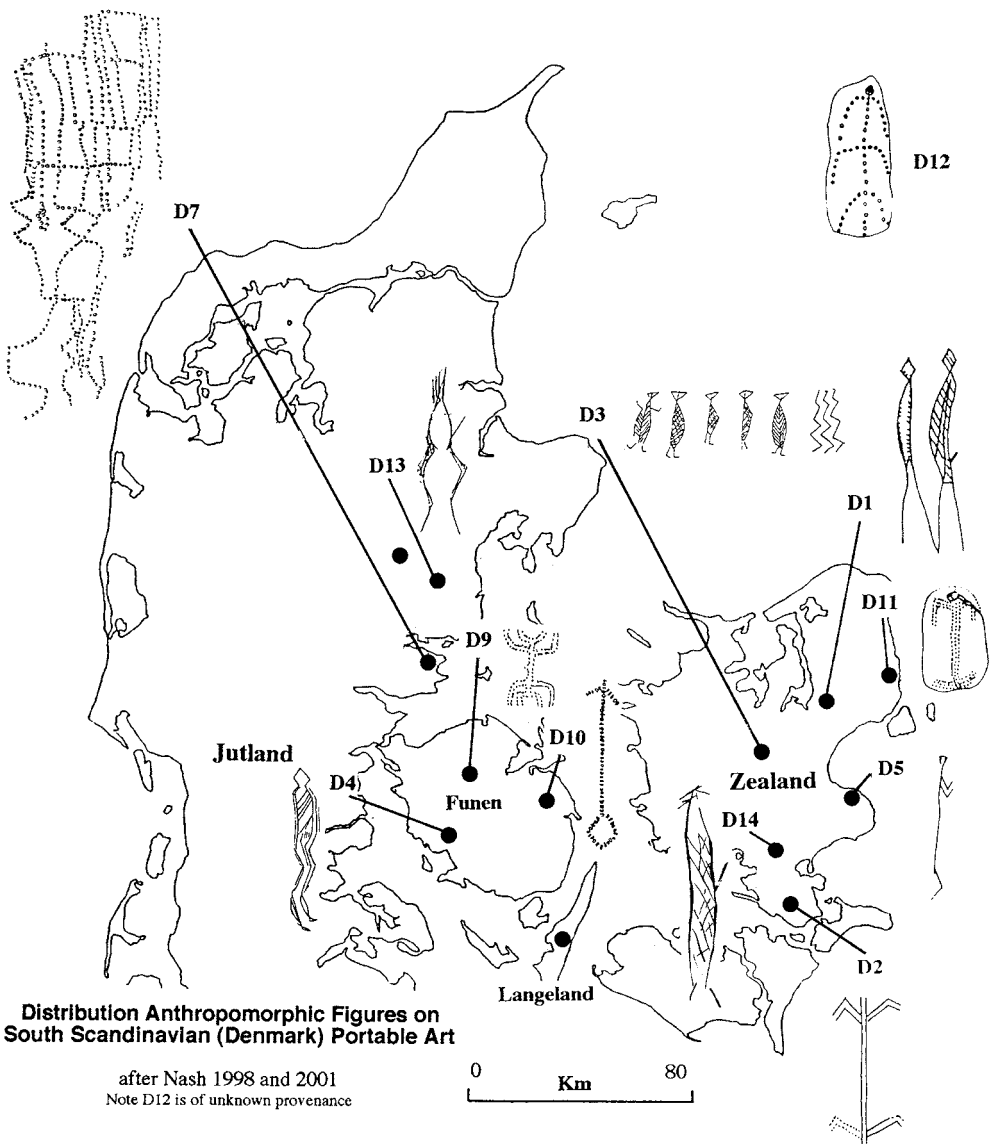 D12
D7
D3
D13
D1
D11
D9
D10
Jutland
D4
Funen
Zealand
D5
D14
D2
Langeland
Distribution Anthropomorphic Figures on
South Scandinavian (Denmark) Portable Art
after Nash 1998 and 2001
Note D12 is of unknown provenance
0 80
Km